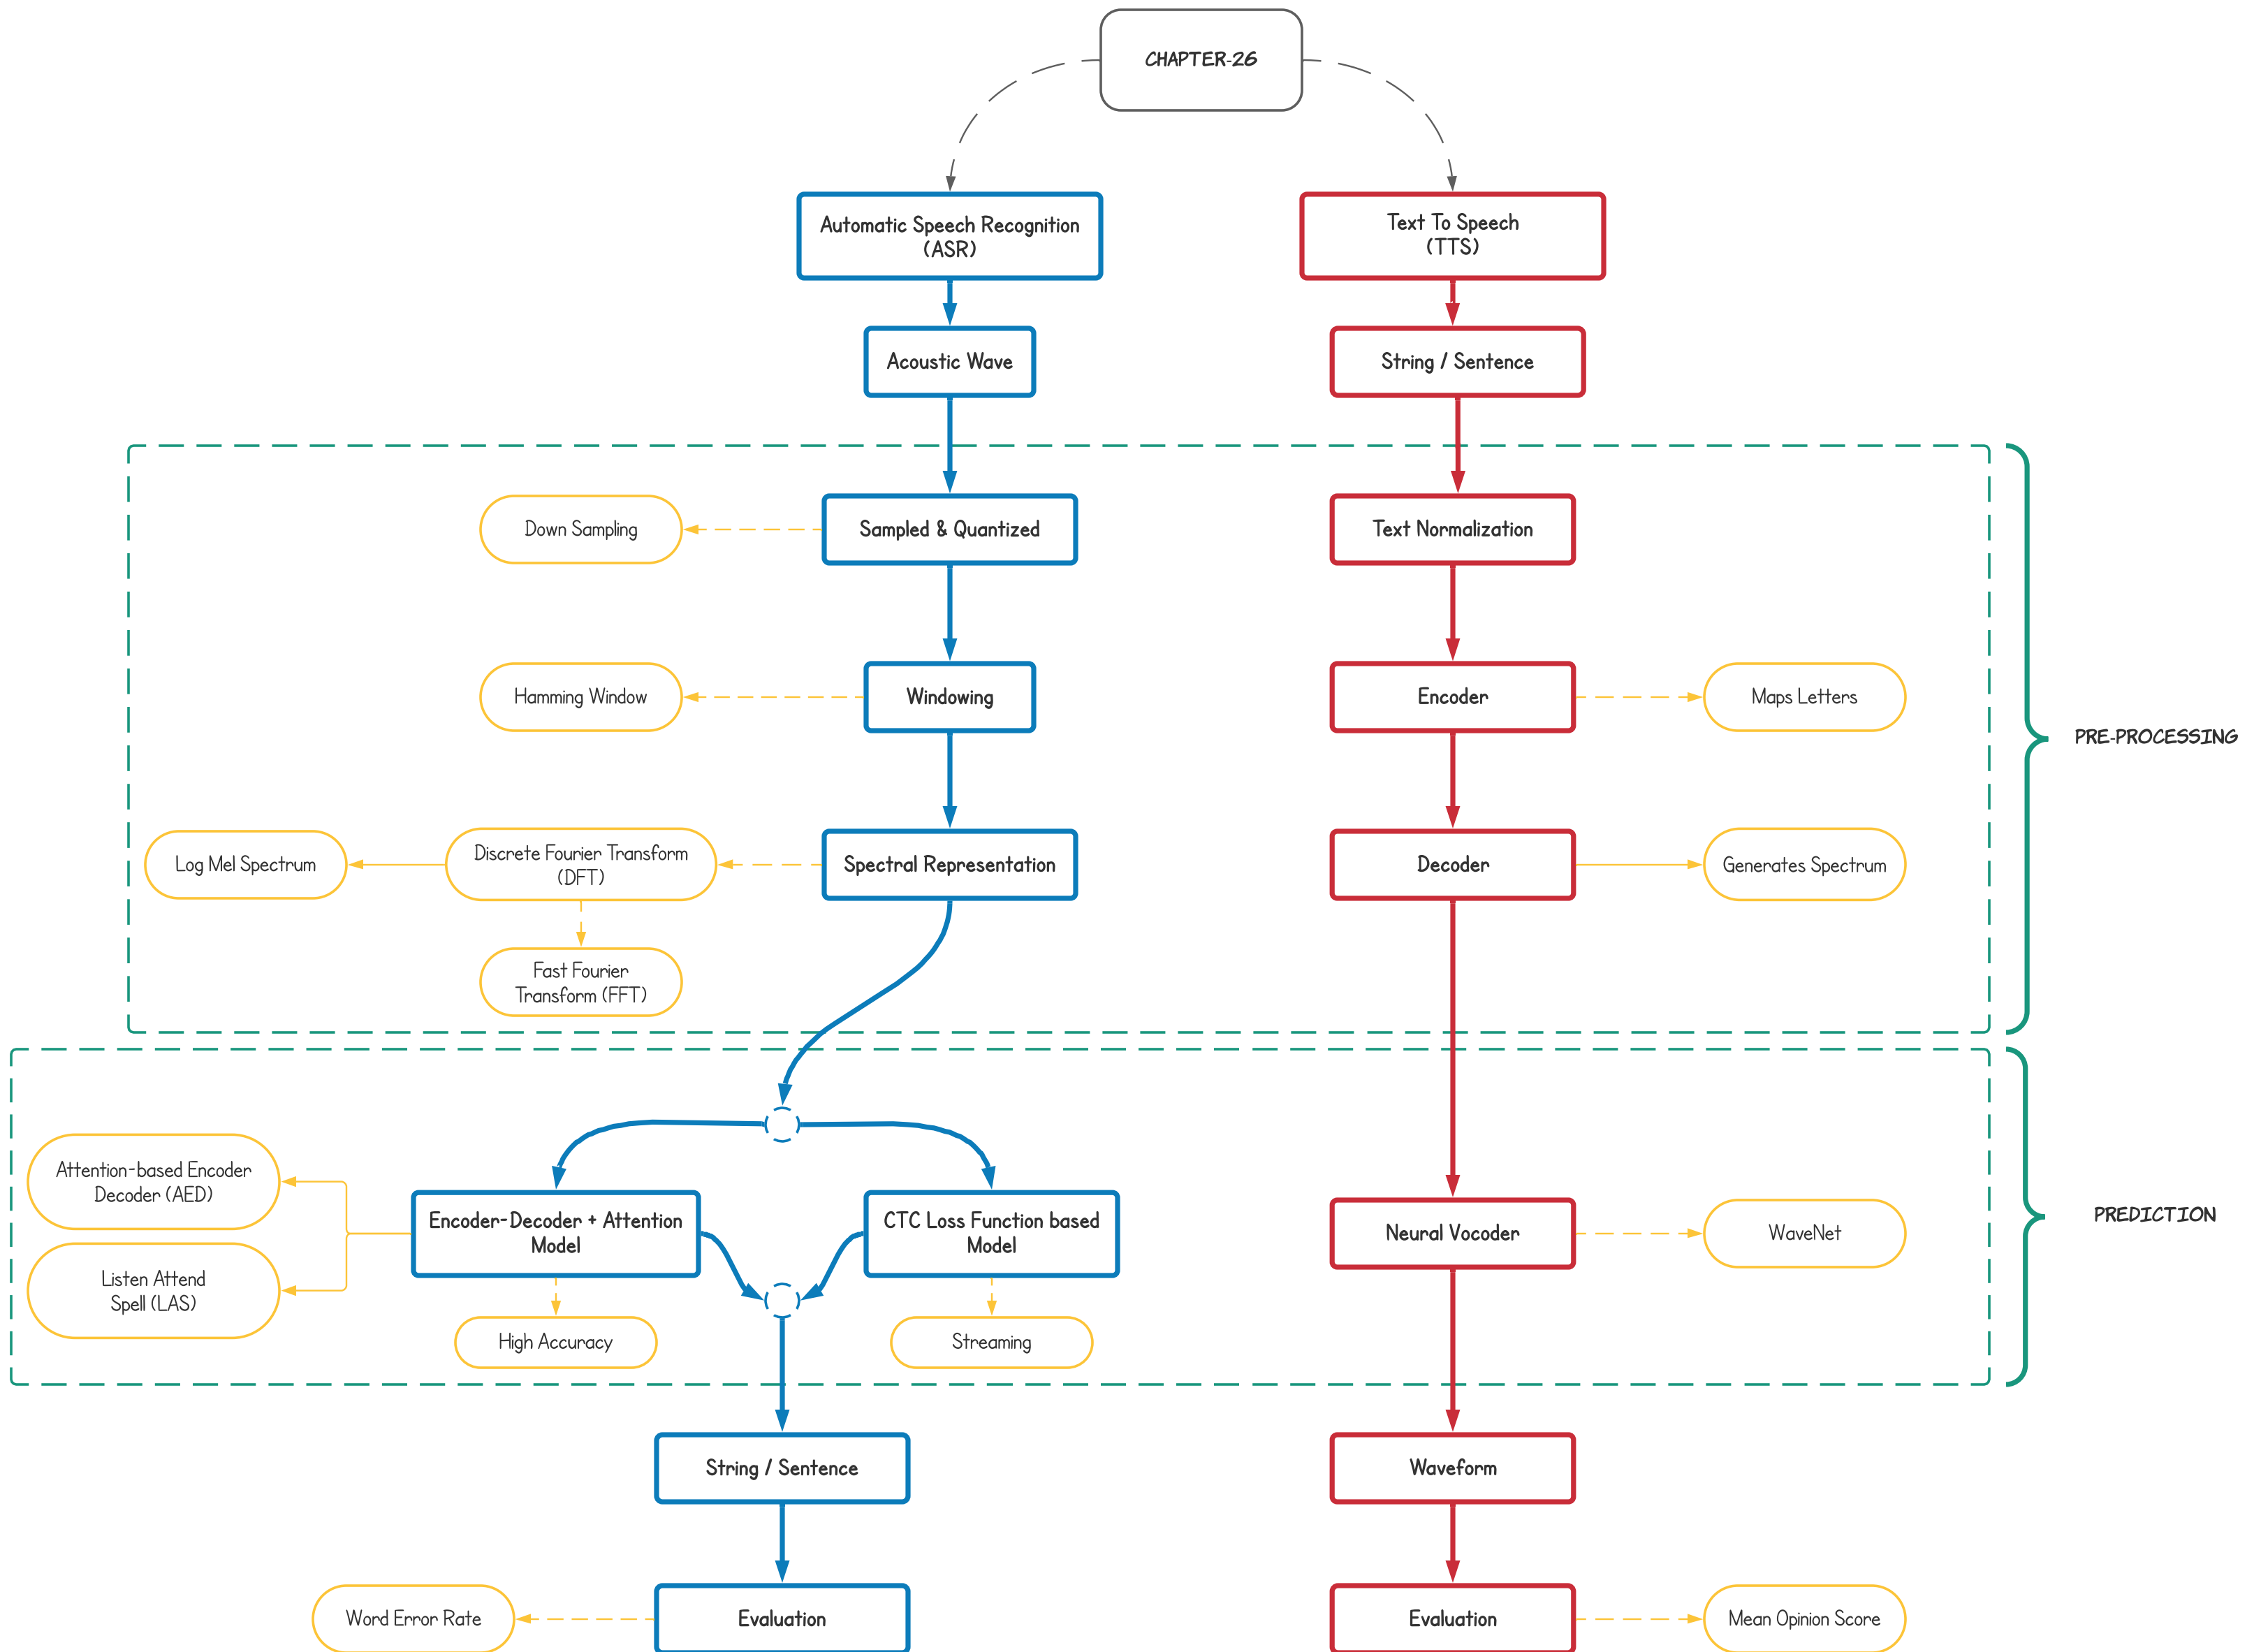 CHAPTER-26
Automatic Speech Recognition
(ASR)
Text To Speech
(TTS)
Acoustic Wave
String / Sentence
Down Sampling
Sampled & Quantized
Text Normalization
Hamming Window
Windowing
Encoder
Maps Letters
PRE-PROCESSING
Log Mel Spectrum
Discrete Fourier Transform
(DFT)
Spectral Representation
Decoder
Generates Spectrum
Fast Fourier
Transform (FFT)
Attention-based Encoder
Decoder (AED)
Listen Attend
Spell (LAS)
Encoder-Decoder + Attention
Model
CTC Loss Function based
Model
Neural Vocoder
WaveNet
PREDICTION
High Accuracy
Streaming
String / Sentence
Waveform
Word Error Rate
Evaluation
Evaluation
Mean Opinion Score